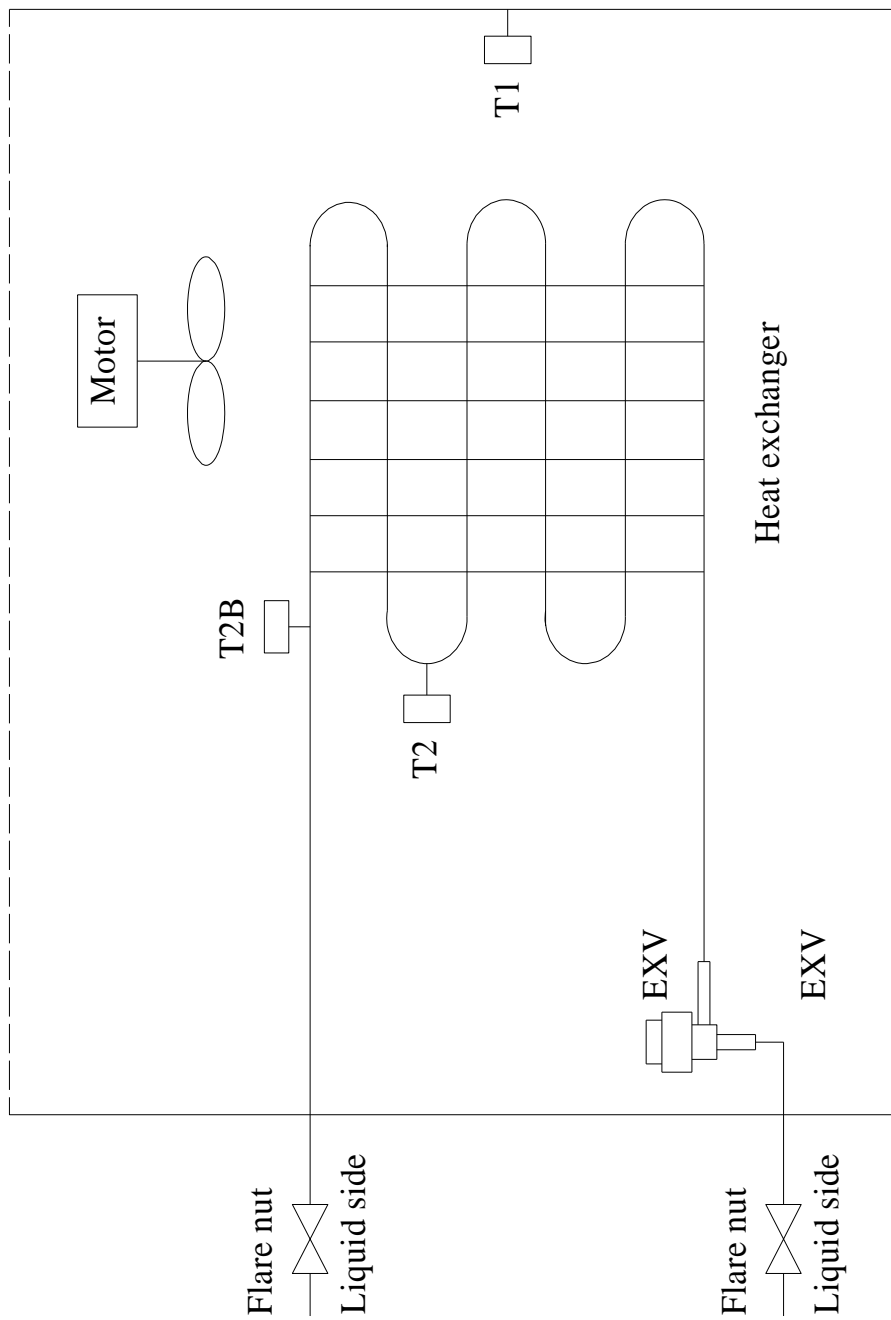 T1
Motor
Heat exchanger
T2B
T2
EXV
EXV
Flare nut
Liquid side
Flare nut
Liquid side